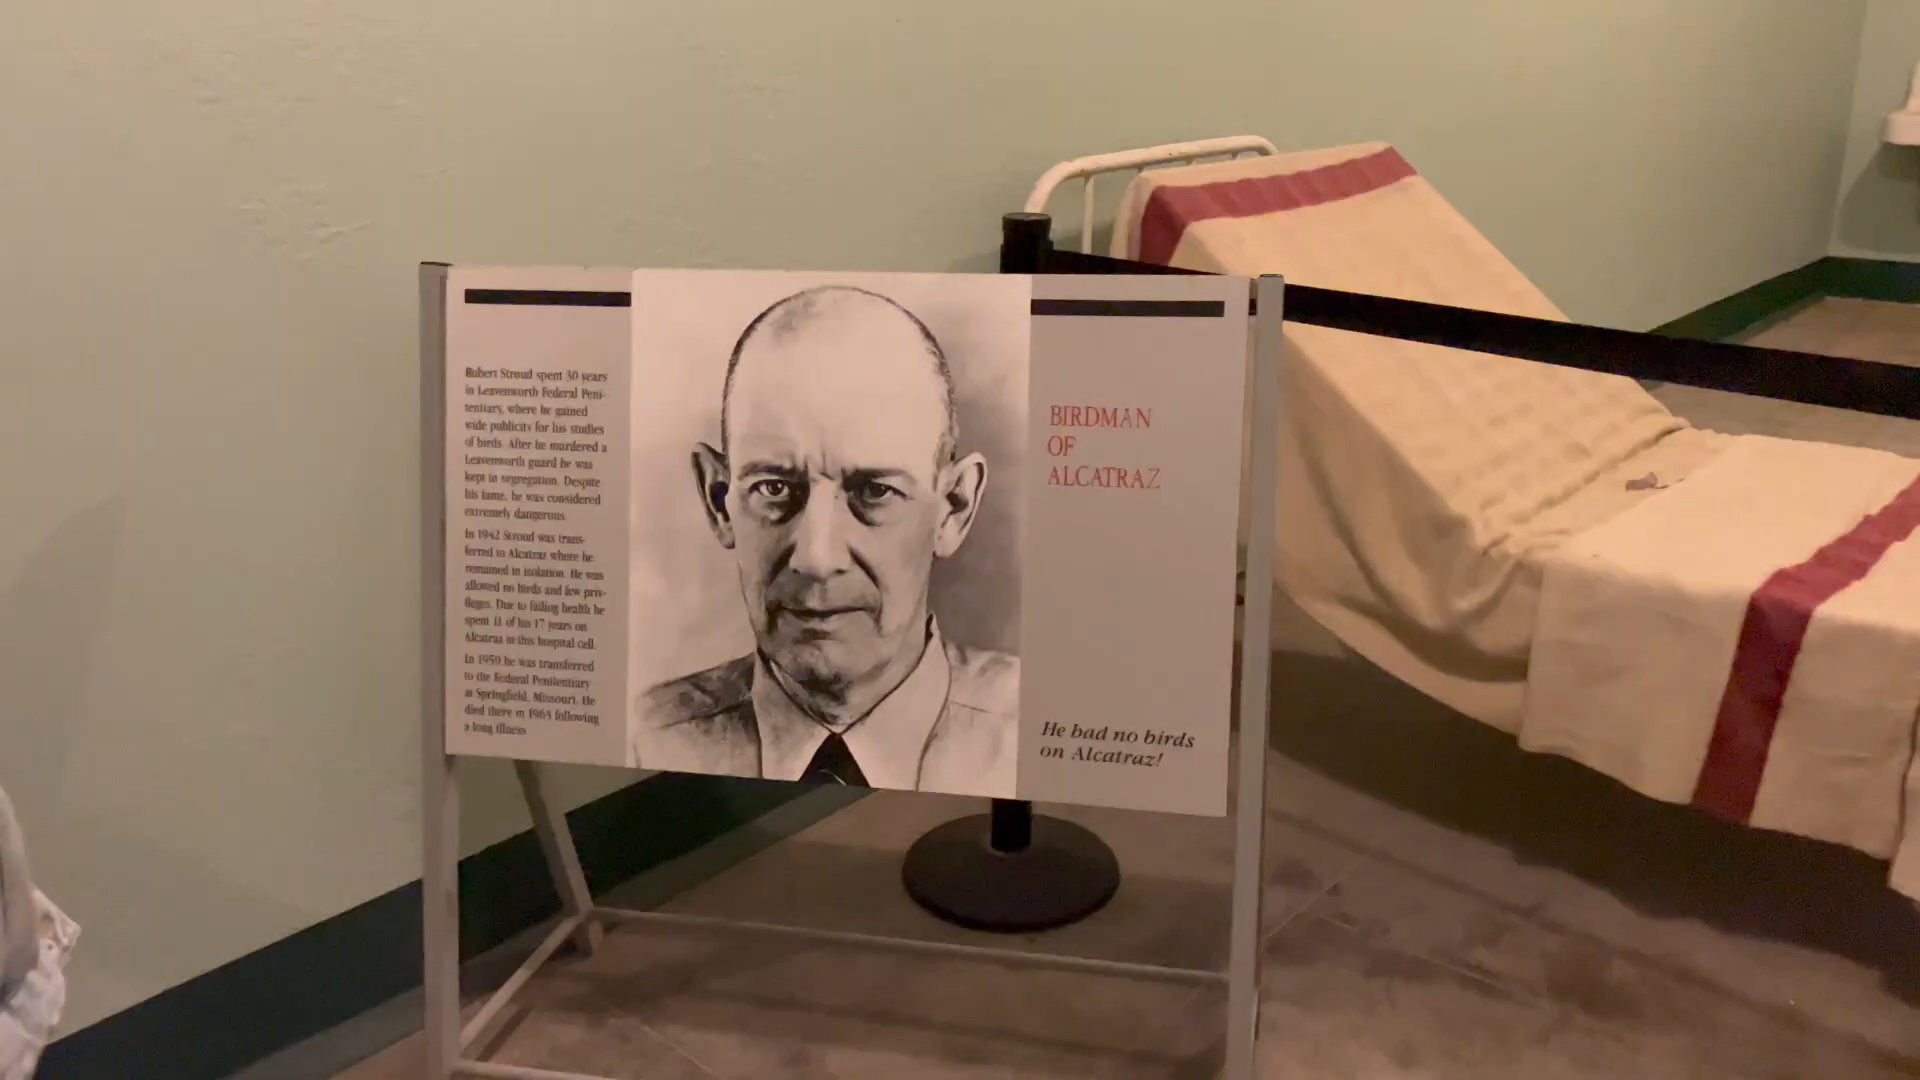 Robert Stroud spent 30 years
in Leavenworth Federal Peni-
tentiary, where he gained
wide publicity for his studies
of birds. After he murdered a
Leavenworth guard he was
kept in segregation. Despite
his fame, he was considered
extremely dangerous.
In 1942 Stroud was trans-
ferred to Alcatraz where he
remained in isolation. He was
allowed no birds and few priv-
ileges. Due to failing health he
spent 11 of his 17 years on
Alcatraz in this hospital cell.
In 1959 he was transferred
to the Federal Penitentiary
at Springfield, Missouri. He
died there in 1963 following
a long illness
BIRDMAN
OF
ALCATRAZ
He had no birds
on Alcatraz!